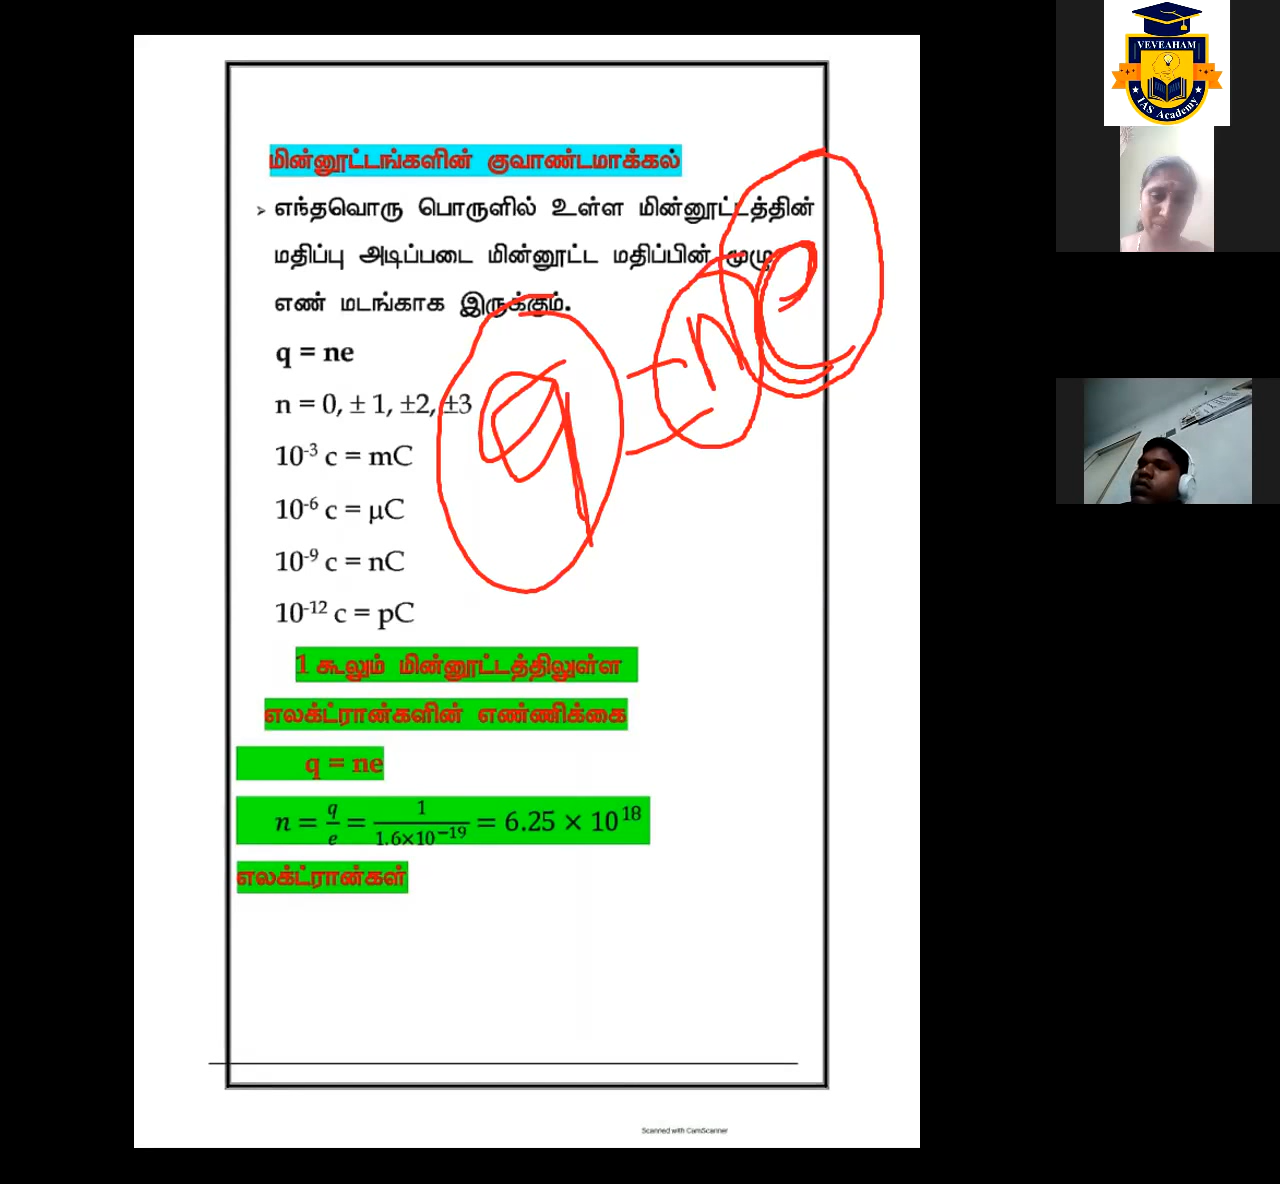 மின்னூட்டங்களின் குவாண்டமாக்கல்
➢ எந்தவொரு பொருளில் உள்ள மின்னூட்டத்தின்
மதிப்பு அடிப்படை மின்னூட்ட மதிப்பின் முழு
எண் மடங்காக இருக்கும்.
q = ne
n = 0, ± 1, ±2, ±3
10⁻³ c = mC
10⁻⁶ c = μC
10⁻⁹ c = nC
10⁻¹² c = pC
q = ne
1 கூலும் மின்னூட்டத்திலுள்ள
எலக்ட்ரான்களின் எண்ணிக்கை
q = ne
n = q/e = 1/1.6×10⁻¹⁹ = 6.25 × 10¹⁸
எலக்ட்ரான்கள்
Scanned with CamScanner
VEVEAHAM
IAS Academy